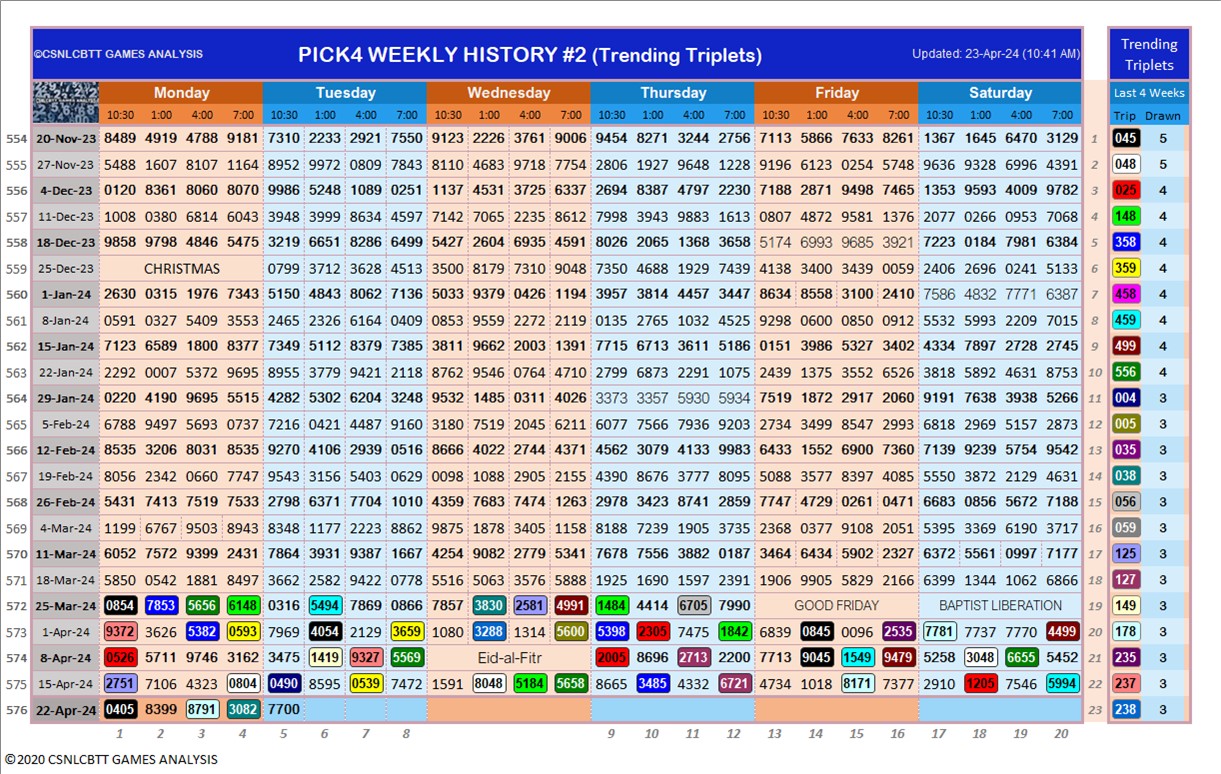 ©CSNLCBTT GAMES ANALYSIS PICK4 WEEKLY HISTORY #2 (Trending Triplets) Updated: 23-Apr-24 (10:41 AM) Trending Triplets
Monday Tuesday Wednesday Thursday Friday Saturday Last 4 Weeks
10:30 1:00 4:00 7:00 10:30 1:00 4:00 7:00 10:30 1:00 4:00 7:00 10:30 1:00 4:00 7:00 10:30 1:00 4:00 7:00 10:30 1:00 4:00 7:00 Trip Drawn
554 20-Nov-23 8489 4919 4788 9181 7310 2233 2921 7550 9123 2226 3761 9006 9454 8271 3244 2756 7113 5866 7633 8261 1367 1645 6470 3129 1 045 5
555 27-Nov-23 5488 1607 8107 1164 8952 9972 0809 7843 8110 4683 9718 7754 2806 1927 9648 1228 9196 6123 0254 5748 9636 9328 6996 4391 2 048 5
556 4-Dec-23 0120 8361 8060 8070 9986 5248 1089 0251 1137 4531 3725 6337 2694 8387 4797 2230 7188 2871 9498 7465 1353 9593 4009 9782 3 025 4
557 11-Dec-23 1008 0380 6814 6043 3948 3999 8634 4597 7142 7065 2235 8612 7998 3943 9883 1613 0807 4872 9581 1376 2077 0266 0953 7068 4 148 4
558 18-Dec-23 9858 9798 4846 5475 3219 6651 8286 6499 5427 2604 6935 4591 8026 2065 1368 3658 5174 6993 9685 3921 7223 0184 7981 6384 5 358 4
559 25-Dec-23 CHRISTMAS 0799 3712 3628 4513 3500 8179 7310 9048 7350 4688 1929 7439 4138 3400 3439 0059 2406 2696 0241 5133 6 359 4
560 1-Jan-24 2630 0315 1976 7343 5150 4843 8062 7136 5033 9379 0426 1194 3957 3814 4457 3447 8634 8558 3100 2410 7586 4832 7771 6387 7 458 4
561 8-Jan-24 0591 0327 5409 3553 2465 2326 6164 0409 0853 9559 2272 2119 0135 2765 1032 4525 9298 0600 0850 0912 5532 5993 2209 7015 8 459 4
562 15-Jan-24 7123 6589 1800 8377 7349 5112 8379 7385 3811 9662 2003 1391 7715 6713 3611 5186 0151 3986 5327 3402 4334 7897 2728 2745 9 499 4
563 22-Jan-24 2292 0007 5372 9695 8955 3779 9421 2118 8762 9546 0764 4710 2799 6873 2291 1075 2439 1375 3552 6526 3818 5892 4631 8753 10 556 4
564 29-Jan-24 0220 4190 9695 5515 4282 5302 6204 3248 9532 1485 0311 4026 3373 3357 5930 5934 7519 1872 2917 2060 9191 7638 3938 5266 11 004 3
565 5-Feb-24 6788 9497 5693 0737 7216 0421 4487 9160 3180 7519 2045 6211 6077 7566 7936 9203 2734 3499 8547 2993 6818 2969 5157 2873 12 005 3
566 12-Feb-24 8535 3206 8031 8535 9270 4106 2939 0516 8666 4022 2744 4371 4562 3079 4133 9983 6433 1552 6900 7360 7139 9239 5754 9542 13 035 3
567 19-Feb-24 8056 2342 0660 7747 9543 3156 5403 0629 0098 1088 2905 2155 4390 8676 3777 8095 5088 3577 8397 4085 5550 3872 2129 4631 14 038 3
568 26-Feb-24 5431 7413 7519 7533 2798 6371 7704 1010 4359 7683 7474 1263 2978 3423 8741 2859 7747 4729 0261 0471 6683 0856 5672 7188 15 056 3
569 4-Mar-24 1199 6767 9503 8943 8348 1177 2223 8862 9875 1878 3405 1158 8188 7239 1905 3735 2368 0377 9108 2051 5395 3369 6190 3717 16 059 3
570 11-Mar-24 6052 7572 9399 2431 7864 3931 9387 1667 4254 9082 2779 5341 7678 7556 3882 0187 3464 6434 5902 2327 6372 5561 0997 7177 17 125 3
571 18-Mar-24 5850 0542 1881 8497 3662 2582 9422 0778 5516 5063 3576 5888 1925 1690 1597 2391 1906 9905 5829 2166 6399 1344 1062 6866 18 127 3
572 25-Mar-24 0854 7853 5656 6148 0316 5494 7869 0866 7857 3830 2581 4991 1484 4414 6705 7990 GOOD FRIDAY BAPTIST LIBERATION 19 149 3
573 1-Apr-24 9372 3626 5382 0593 7969 4054 2129 3659 1080 3288 1314 5600 5398 2305 7475 1842 6839 0845 0096 2535 7781 7737 7770 4499 20 178 3
574 8-Apr-24 0526 5711 9746 3162 3475 1419 9327 5569 Eid-al-Fitr 2005 8696 2713 2200 7713 9045 1549 9479 5258 3048 6655 5452 21 235 3
575 15-Apr-24 2751 7106 4323 0804 0490 8595 0539 7472 1591 8048 5184 5658 8665 3485 4332 6721 4734 1018 8171 7377 2910 1205 7546 5994 22 237 3
576 22-Apr-24 0405 8399 8791 3082 7700 23 238 3
1 2 3 4 5 6 7 8 9 10 11 12 13 14 15 16 17 18 19 20
©2020 CSNLCBTT GAMES ANALYSIS